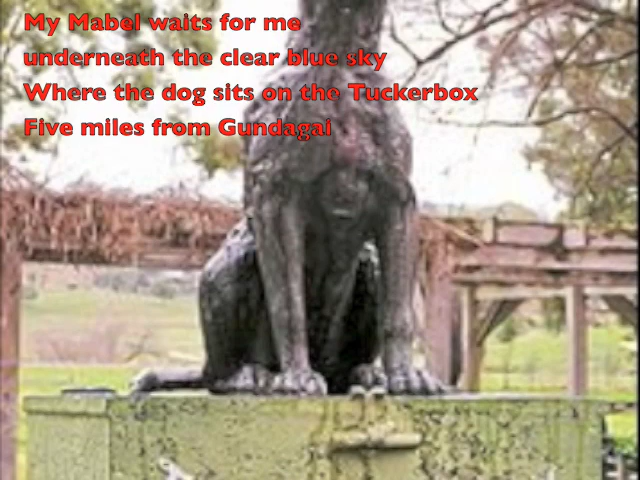 My Mabel waits for me
underneath the clear blue sky
Where the dog sits on the Tuckerbox
Five miles from Gundagai